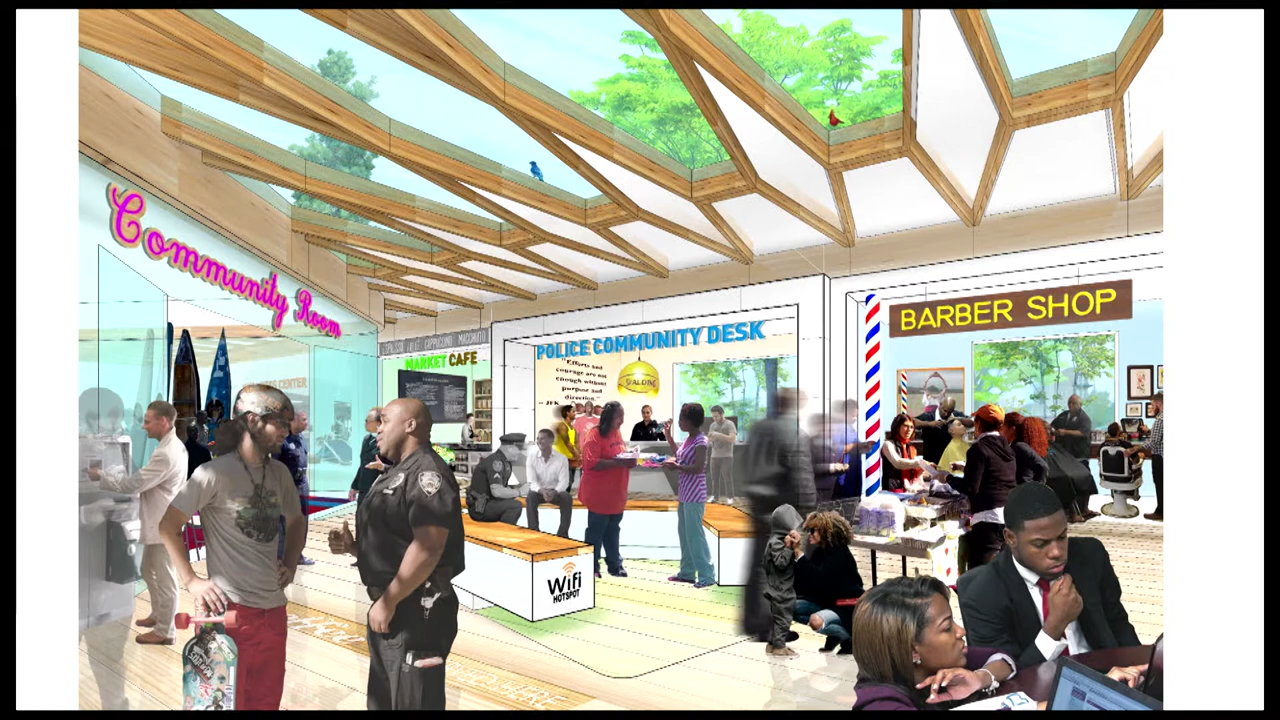 Community Room
MARKET CAFE
POLICE COMMUNITY DESK
"Efforts and
courage are not
enough without
purpose and
direction."
-- JFK
SPALDING
BARBER SHOP
Wifi
HOTSPOT